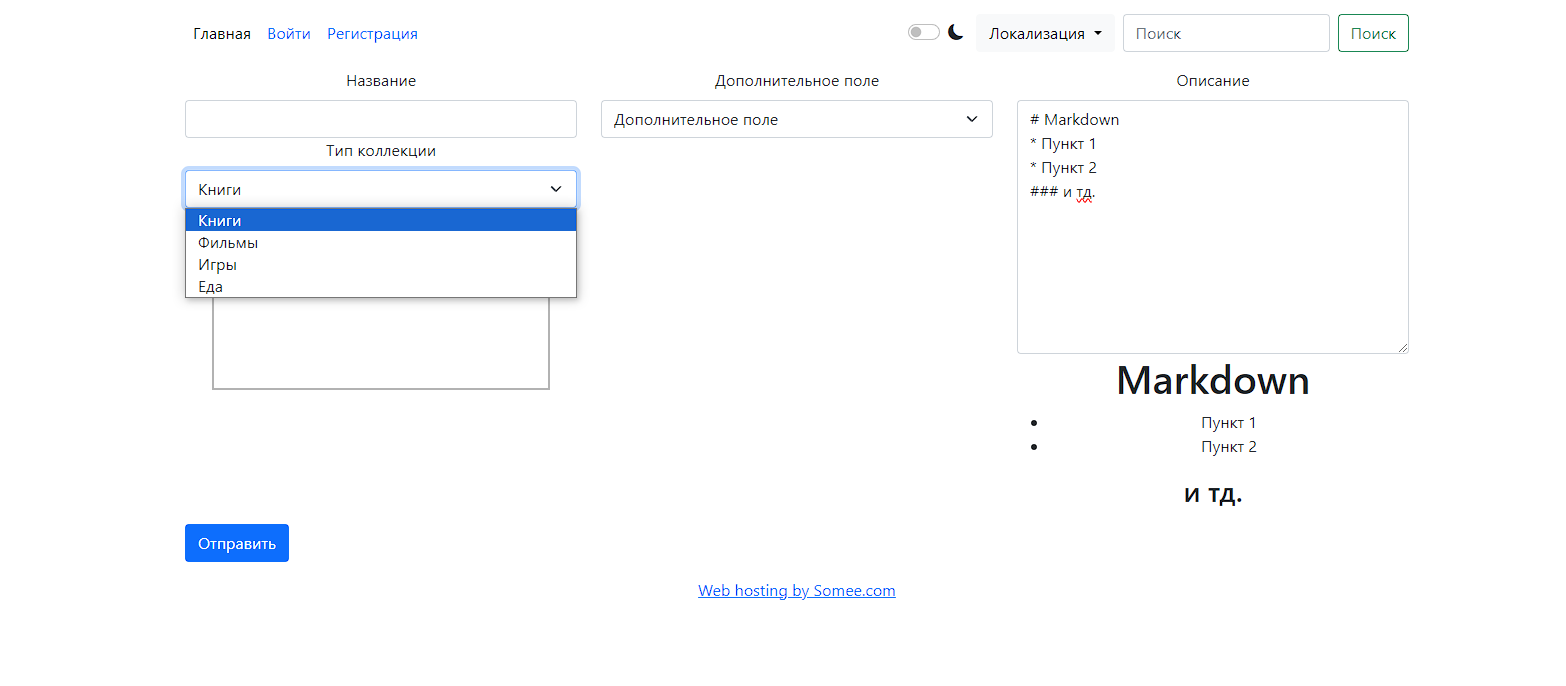 Главная Войти Регистрация Локализация Поиск Поиск
Название
Тип коллекции
Книги
Книги
Фильмы
Игры
Еда
Дополнительное поле
Дополнительное поле
Описание
# Markdown
* Пункт 1
* Пункт 2
### и тд.
Markdown
Пункт 1
Пункт 2
и тд.
Отправить
Web hosting by Somee.com